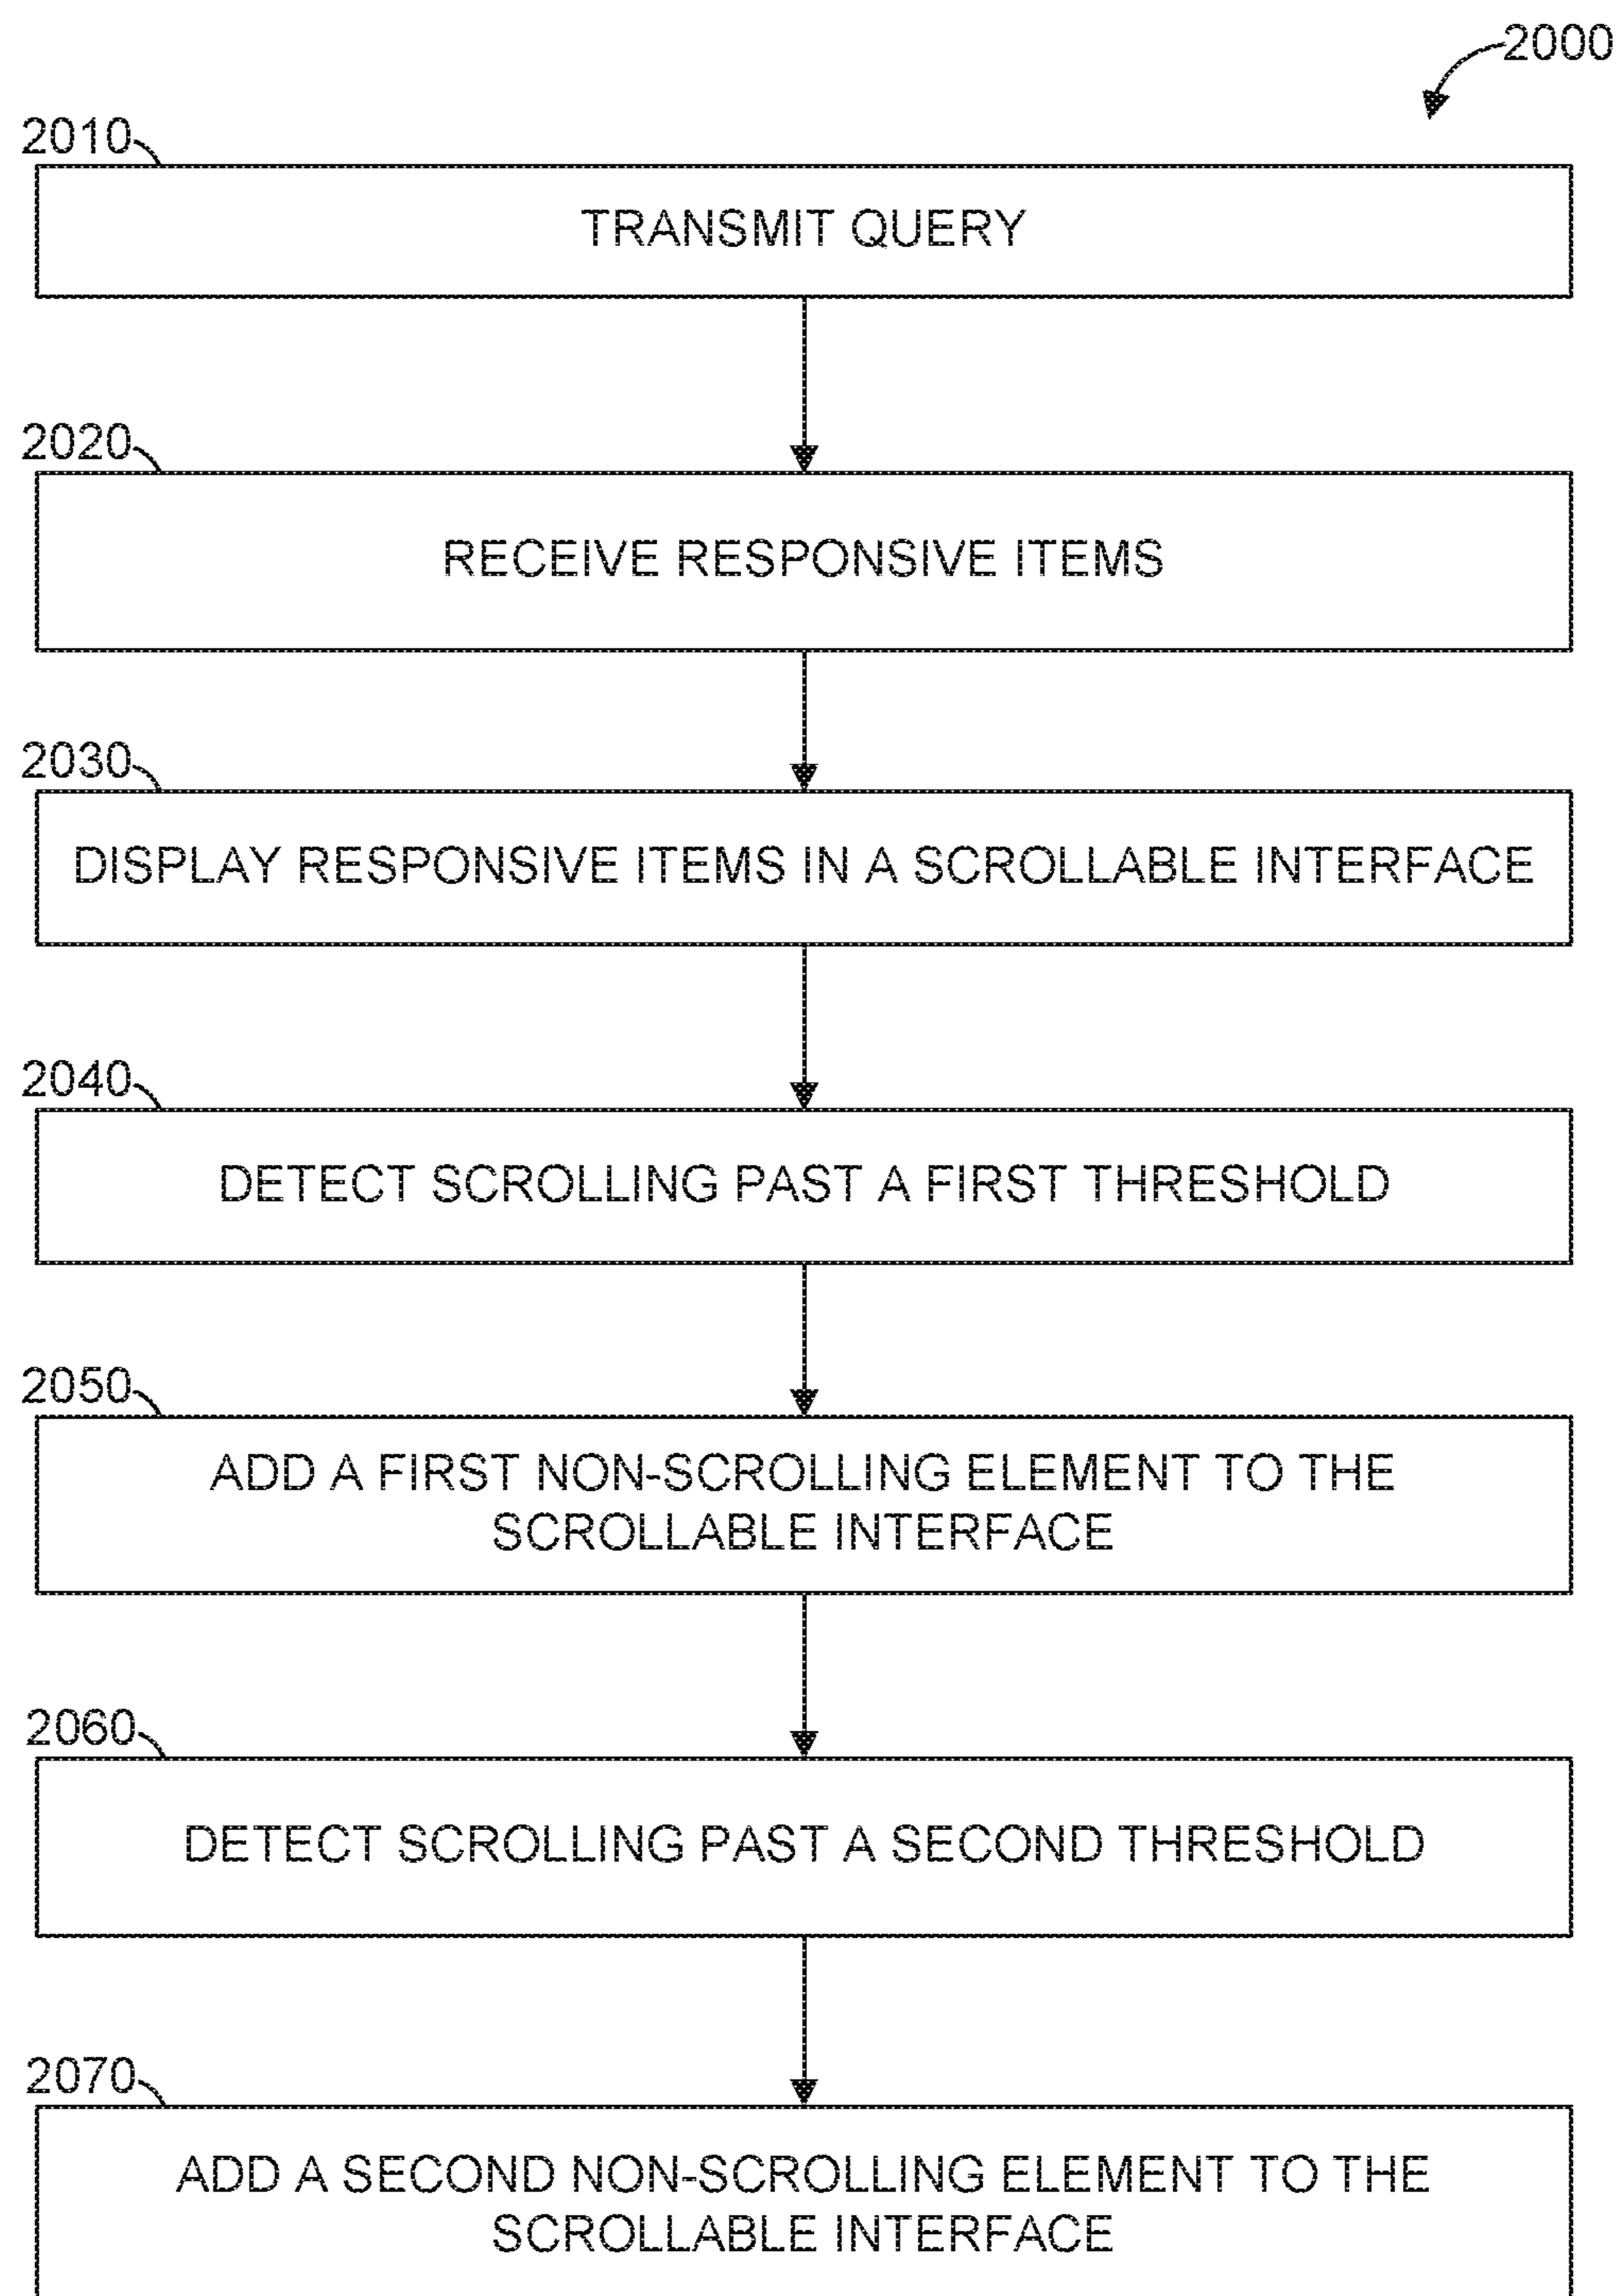 2000
2010
TRANSMIT QUERY
2020
RECEIVE RESPONSIVE ITEMS
2030
DISPLAY RESPONSIVE ITEMS IN A SCROLLABLE INTERFACE
2040
DETECT SCROLLING PAST A FIRST THRESHOLD
2050
ADD A FIRST NON-SCROLLING ELEMENT TO THE
SCROLLABLE INTERFACE
2060
DETECT SCROLLING PAST A SECOND THRESHOLD
2070
ADD A SECOND NON-SCROLLING ELEMENT TO THE
SCROLLABLE INTERFACE